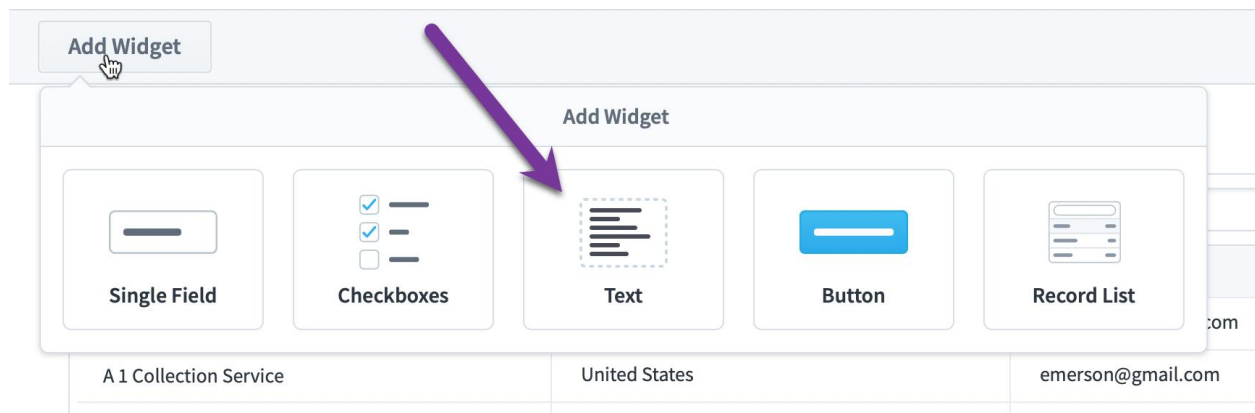 Add Widget
Add Widget
Single Field
Checkboxes
Text
Button
Record List
com
A 1 Collection Service
United States
emerson@gmail.com